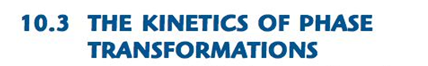 10.3 THE KINETICS OF PHASE
TRANSFORMATIONS